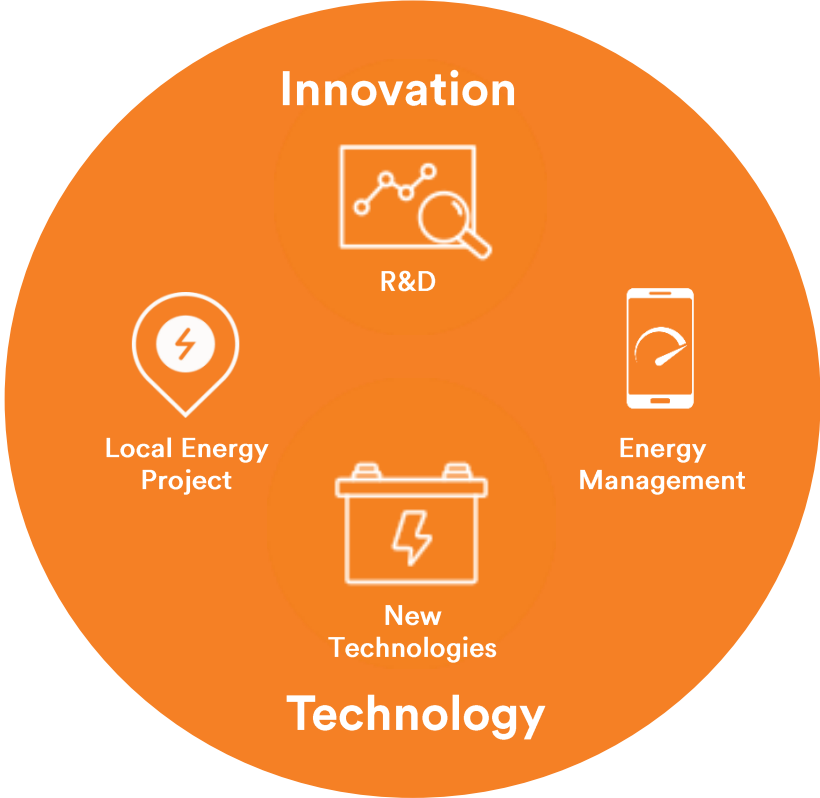 Innovation
R&D
Local Energy
Project
Energy
Management
New
Technologies
Technology